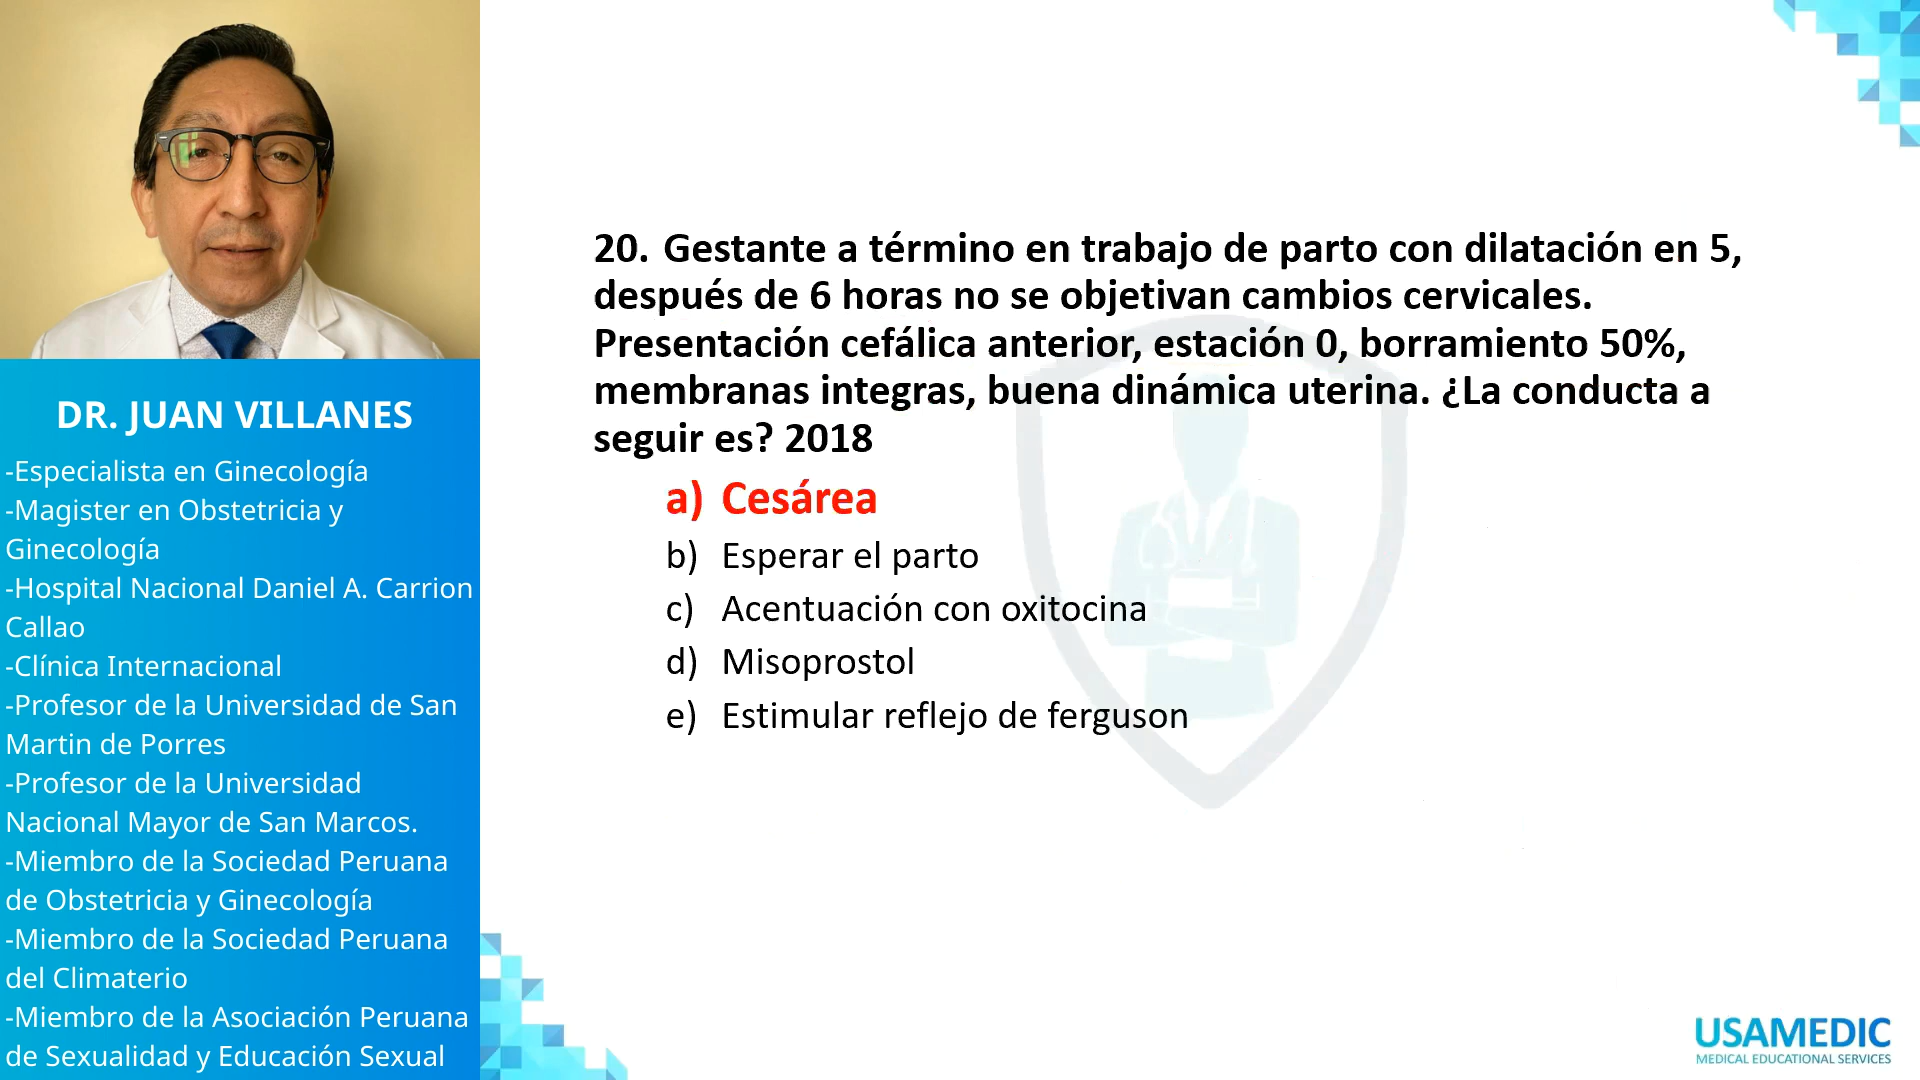 DR. JUAN VILLANES
-Especialista en Ginecología
-Magister en Obstetricia y
Ginecología
-Hospital Nacional Daniel A. Carrion
Callao
-Clínica Internacional
-Profesor de la Universidad de San
Martin de Porres
-Profesor de la Universidad
Nacional Mayor de San Marcos.
-Miembro de la Sociedad Peruana
de Obstetricia y Ginecología
-Miembro de la Sociedad Peruana
del Climaterio
-Miembro de la Asociación Peruana
de Sexualidad y Educación Sexual
20. Gestante a término en trabajo de parto con dilatación en 5,
después de 6 horas no se objetivan cambios cervicales.
Presentación cefálica anterior, estación 0, borramiento 50%,
membranas integras, buena dinámica uterina. ¿La conducta a
seguir es? 2018
a) Cesárea
b) Esperar el parto
c) Acentuación con oxitocina
d) Misoprostol
e) Estimular reflejo de ferguson
USAMEDIC
MEDICAL EDUCATIONAL SERVICES